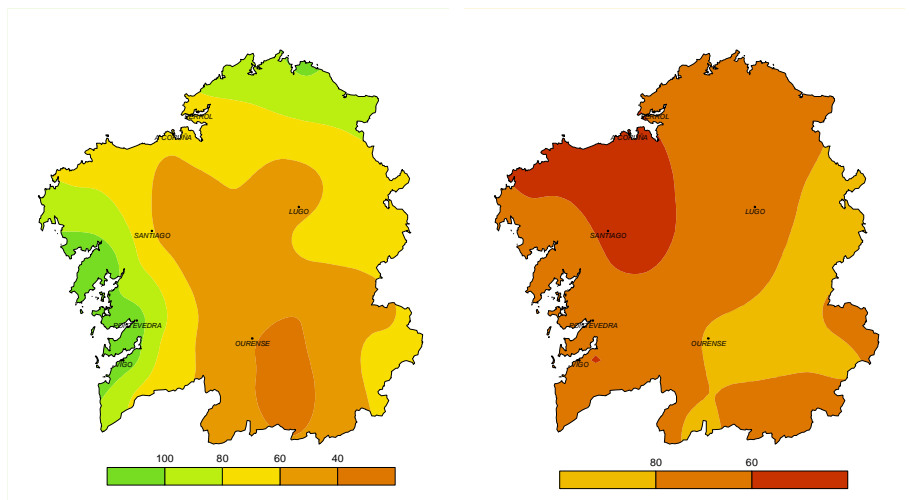 FERROL
A CORUÑA
LUGO
SANTIAGO
PONTEVEDRA
OURENSE
VIGO
100 80 60 40
FERROL
A CORUÑA
LUGO
SANTIAGO
PONTEVEDRA
OURENSE
VIGO
80 60